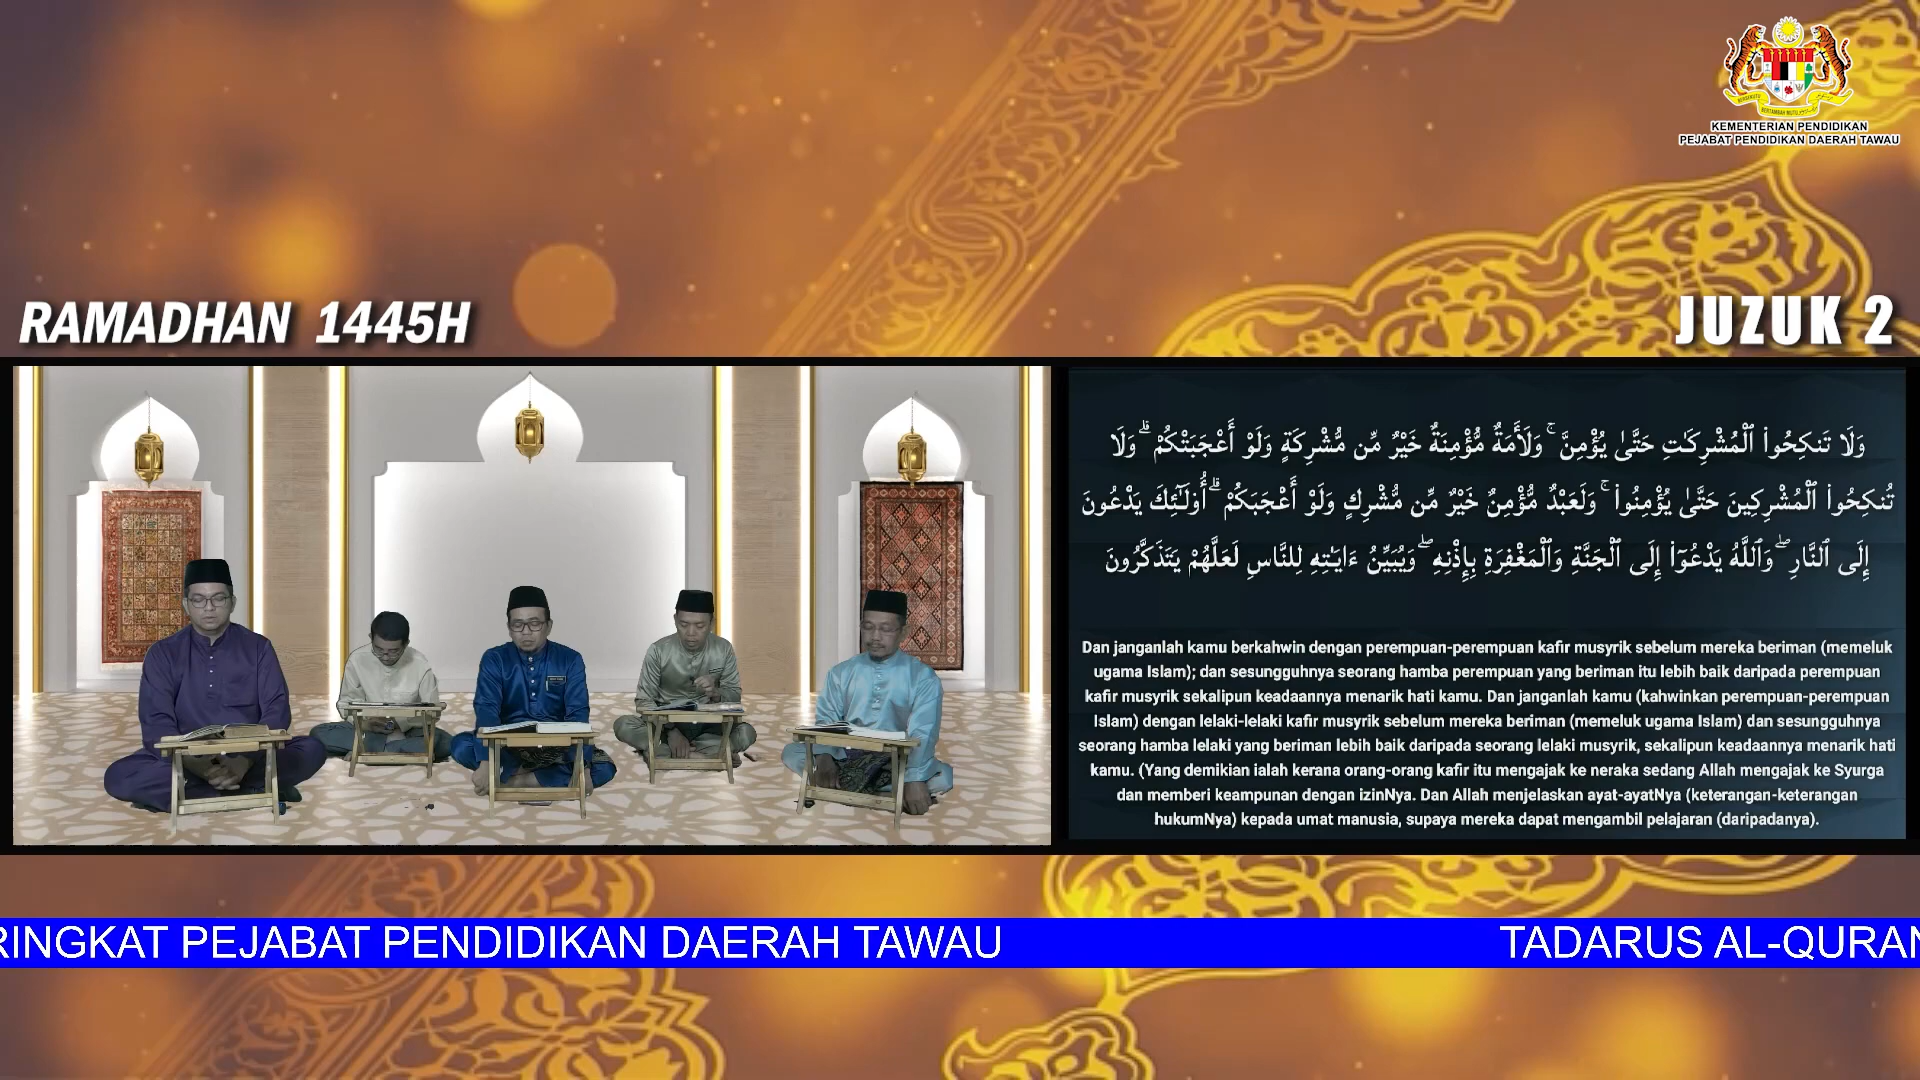 KEMENTERIAN PENDIDIKAN
PEJABAT PENDIDIKAN DAERAH TAWAU
RAMADHAN 1445H
JUZUK 2
وَلَا تَنكِحُوا۟ ٱلْمُشْرِكَـٰتِ حَتَّىٰ يُؤْمِنَّ ۚ وَلَأَمَةٌ مُّؤْمِنَةٌ خَيْرٌ مِّن مُّشْرِكَةٍ وَلَوْ أَعْجَبَتْكُمْ ۗ وَلَا
تُنكِحُوا۟ ٱلْمُشْرِكِينَ حَتَّىٰ يُؤْمِنُوا۟ ۚ وَلَعَبْدٌ مُّؤْمِنٌ خَيْرٌ مِّن مُّشْرِكٍ وَلَوْ أَعْجَبَكُمْ ۗ أُو۟لَـٰٓئِكَ يَدْعُونَ
إِلَى ٱلنَّارِ ۖ وَٱللَّهُ يَدْعُوٓا۟ إِلَى ٱلْجَنَّةِ وَٱلْمَغْفِرَةِ بِإِذْنِهِۦ ۖ وَيُبَيِّنُ ءَايَـٰتِهِۦ لِلنَّاسِ لَعَلَّهُمْ يَتَذَكَّرُونَ
Dan janganlah kamu berkahwin dengan perempuan-perempuan kafir musyrik sebelum mereka beriman (memeluk
ugama Islam); dan sesungguhnya seorang hamba perempuan yang beriman itu lebih baik daripada perempuan
kafir musyrik sekalipun keadaannya menarik hati kamu. Dan janganlah kamu (kahwinkan perempuan-perempuan
Islam) dengan lelaki-lelaki kafir musyrik sebelum mereka beriman (memeluk ugama Islam) dan sesungguhnya
seorang hamba lelaki yang beriman lebih baik daripada seorang lelaki musyrik, sekalipun keadaannya menarik hati
kamu. (Yang demikian ialah kerana orang-orang kafir itu mengajak ke neraka sedang Allah mengajak ke Syurga
dan memberi keampunan dengan izinNya. Dan Allah menjelaskan ayat-ayatNya (keterangan-keterangan
hukumNya) kepada umat manusia, supaya mereka dapat mengambil pelajaran (daripadanya).
RINGKAT PEJABAT PENDIDIKAN DAERAH TAWAU TADARUS AL-QURAN